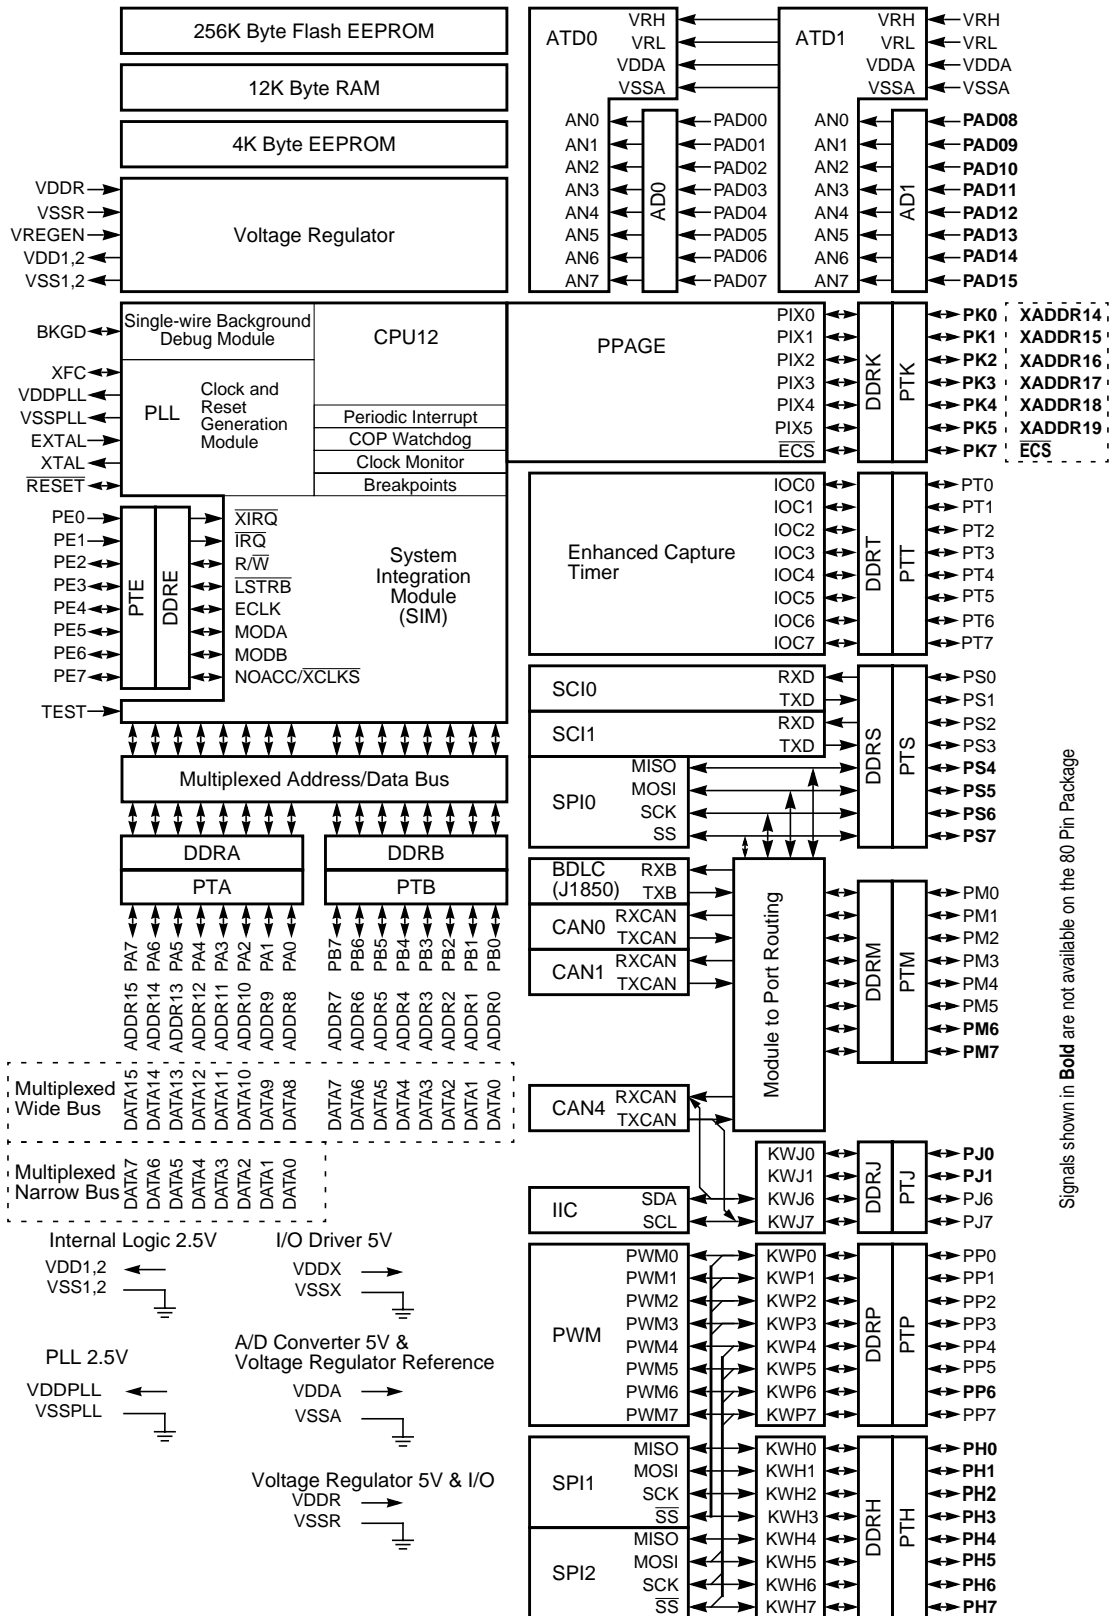 256K Byte Flash EEPROM
12K Byte RAM
4K Byte EEPROM
VDDR
VSSR
VREGEN
VDD1,2
VSS1,2
Voltage Regulator
ATD0
VRH
VRL
VDDA
VSSA
AN0
AN1
AN2
AN3
AN4
AN5
AN6
AN7
AD0
PAD00
PAD01
PAD02
PAD03
PAD04
PAD05
PAD06
PAD07
ATD1
VRH
VRL
VDDA
VSSA
VRH
VRL
VDDA
VSSA
AN0
AN1
AN2
AN3
AN4
AN5
AN6
AN7
AD1
PAD08
PAD09
PAD10
PAD11
PAD12
PAD13
PAD14
PAD15
BKGD
XFC
VDDPLL
VSSPLL
EXTAL
XTAL
RESET
Single-wire Background
Debug Module
CPU12
PLL
Clock and
Reset
Generation
Module
Periodic Interrupt
COP Watchdog
Clock Monitor
Breakpoints
PPAGE
PIX0
PIX1
PIX2
PIX3
PIX4
PIX5
ECS
DDRK
PTK
PK0
PK1
PK2
PK3
PK4
PK5
PK7
XADDR14
XADDR15
XADDR16
XADDR17
XADDR18
XADDR19
ECS
PE0
PE1
PE2
PE3
PE4
PE5
PE6
PE7
TEST
PTE
DDRE
XIRQ
IRQ
R/W
LSTRB
ECLK
MODA
MODB
NOACC/XCLKS
System
Integration
Module
(SIM)
Enhanced Capture
Timer
IOC0
IOC1
IOC2
IOC3
IOC4
IOC5
IOC6
IOC7
DDRT
PTT
PT0
PT1
PT2
PT3
PT4
PT5
PT6
PT7
SCI0
RXD
TXD
SCI1
RXD
TXD
SPI0
MISO
MOSI
SCK
SS
DDRS
PTS
PS0
PS1
PS2
PS3
PS4
PS5
PS6
PS7
Multiplexed Address/Data Bus
DDRA
PTA
DDRB
PTB
PA7
PA6
PA5
PA4
PA3
PA2
PA1
PA0
PB7
PB6
PB5
PB4
PB3
PB2
PB1
PB0
ADDR15
ADDR14
ADDR13
ADDR12
ADDR11
ADDR10
ADDR9
ADDR8
ADDR7
ADDR6
ADDR5
ADDR4
ADDR3
ADDR2
ADDR1
ADDR0
Multiplexed
Wide Bus
DATA15
DATA14
DATA13
DATA12
DATA11
DATA10
DATA9
DATA8
DATA7
DATA6
DATA5
DATA4
DATA3
DATA2
DATA1
DATA0
Multiplexed
Narrow Bus
DATA7
DATA6
DATA5
DATA4
DATA3
DATA2
DATA1
DATA0
BDLC
(J1850)
RXB
TXB
CAN0
RXCAN
TXCAN
CAN1
RXCAN
TXCAN
CAN4
RXCAN
TXCAN
Module to Port Routing
DDRM
PTM
PM0
PM1
PM2
PM3
PM4
PM5
PM6
PM7
IIC
SDA
SCL
KWJ0
KWJ1
KWJ6
KWJ7
DDRJ
PTJ
PJ0
PJ1
PJ6
PJ7
PWM
PWM0
PWM1
PWM2
PWM3
PWM4
PWM5
PWM6
PWM7
KWP0
KWP1
KWP2
KWP3
KWP4
KWP5
KWP6
KWP7
DDRP
PTP
PP0
PP1
PP2
PP3
PP4
PP5
PP6
PP7
SPI1
MISO
MOSI
SCK
SS
SPI2
MISO
MOSI
SCK
SS
KWH0
KWH1
KWH2
KWH3
KWH4
KWH5
KWH6
KWH7
DDRH
PTH
PH0
PH1
PH2
PH3
PH4
PH5
PH6
PH7
Internal Logic 2.5V
VDD1,2
VSS1,2
I/O Driver 5V
VDDX
VSSX
PLL 2.5V
VDDPLL
VSSPLL
A/D Converter 5V &
Voltage Regulator Reference
VDDA
VSSA
Voltage Regulator 5V & I/O
VDDR
VSSR
Signals shown in Bold are not available on the 80 Pin Package